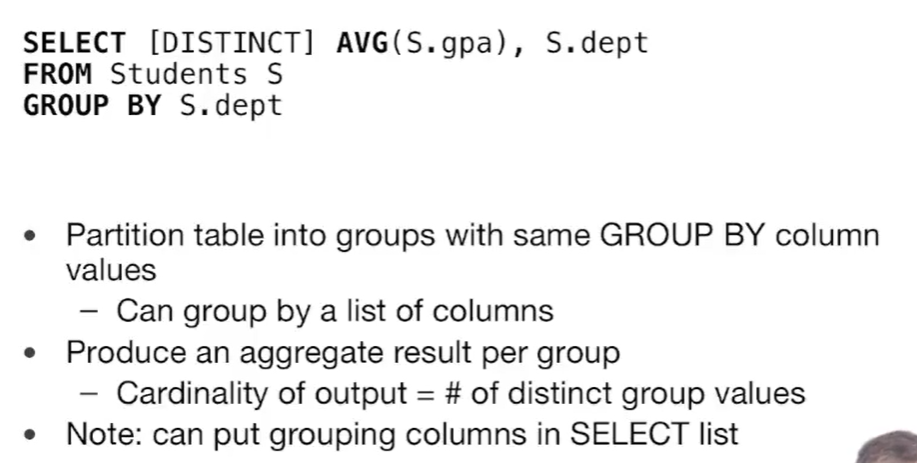 SELECT [DISTINCT] AVG(S.gpa), S.dept
FROM Students S
GROUP BY S.dept
• Partition table into groups with same GROUP BY column
values
– Can group by a list of columns
• Produce an aggregate result per group
– Cardinality of output = # of distinct group values
• Note: can put grouping columns in SELECT list